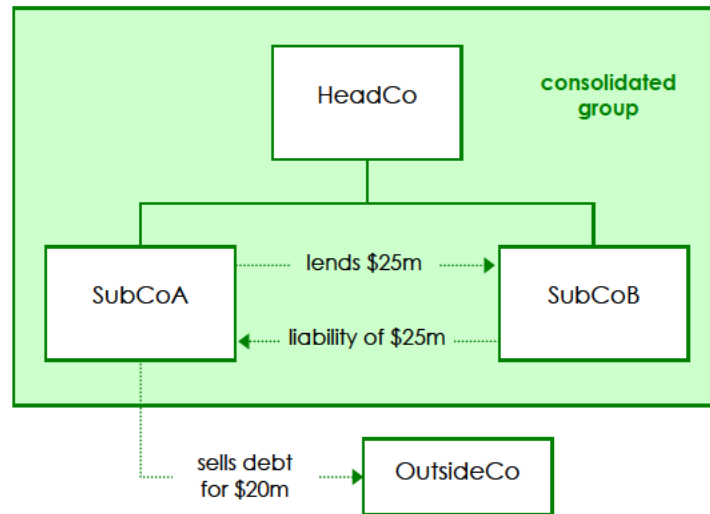 HeadCo
consolidated
group
lends $25m
SubCoA
SubCoB
liability of $25m
sells debt
for $20m
OutsideCo